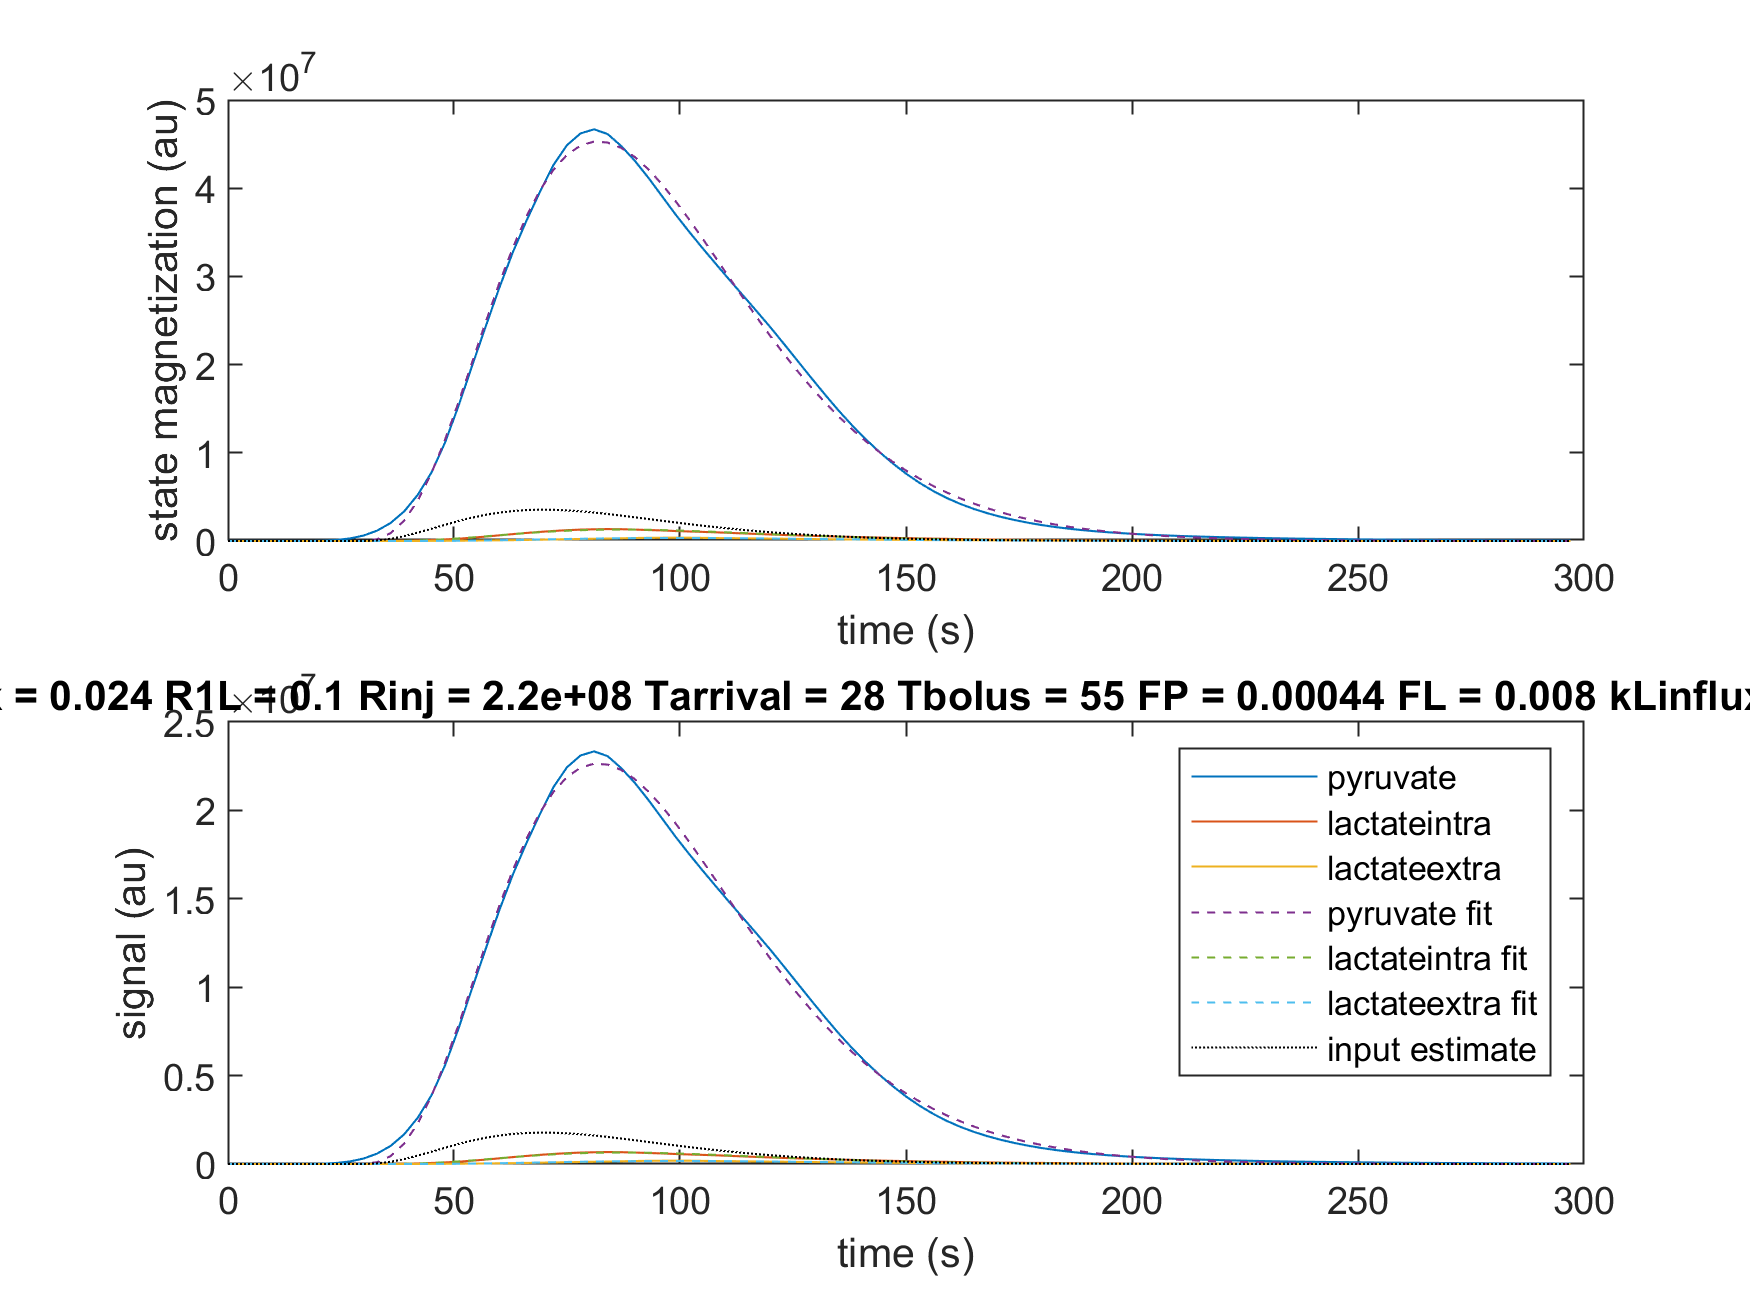 ×10^7
5
4
3
2
1
0
state magnetization (au)
0 50 100 150 200 250 300
time (s)
= 0.024 R1L = 0.1 Rinj = 2.2e+08 Tarrival = 28 Tbolus = 55 FP = 0.00044 FL = 0.008 kLinflux
×10^7
2.5
2
1.5
1
0.5
0
signal (au)
pyruvate
lactateintra
lactateextra
pyruvate fit
lactateintra fit
lactateextra fit
input estimate
0 50 100 150 200 250 300
time (s)